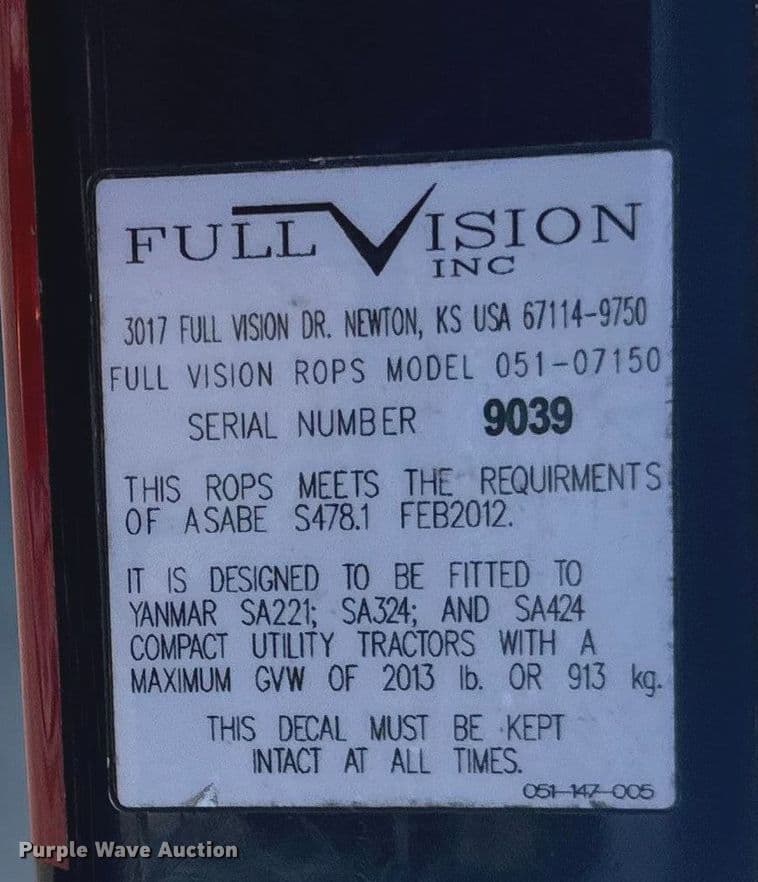 FULL VISION
INC
3017 FULL VISION DR. NEWTON, KS USA 67114-9750
FULL VISION ROPS MODEL 051-07150
SERIAL NUMBER 9039
THIS ROPS MEETS THE REQUIRMENTS
OF ASABE S478.1 FEB2012.
IT IS DESIGNED TO BE FITTED TO
YANMAR SA221; SA324; AND SA424
COMPACT UTILITY TRACTORS WITH A
MAXIMUM GVW OF 2013 lb. OR 913 kg.
THIS DECAL MUST BE KEPT
INTACT AT ALL TIMES.
051-147-005
Purple Wave Auction